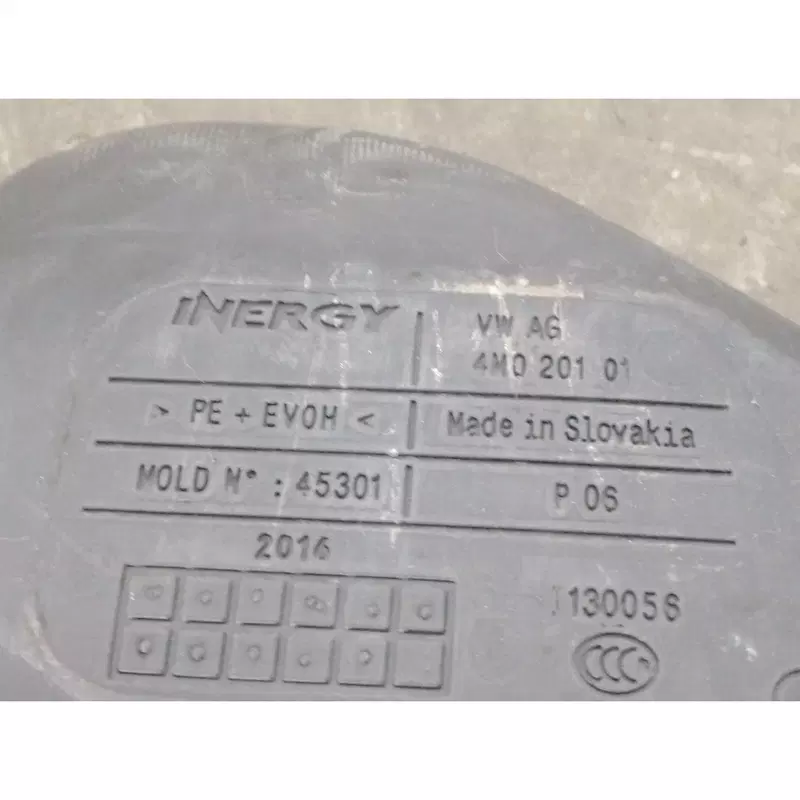 INERGY
VW AG
4M0 201 01
> PE + EVOH <
Made in Slovakia
MOLD N° : 45301
P 06
2016
130056
CCC